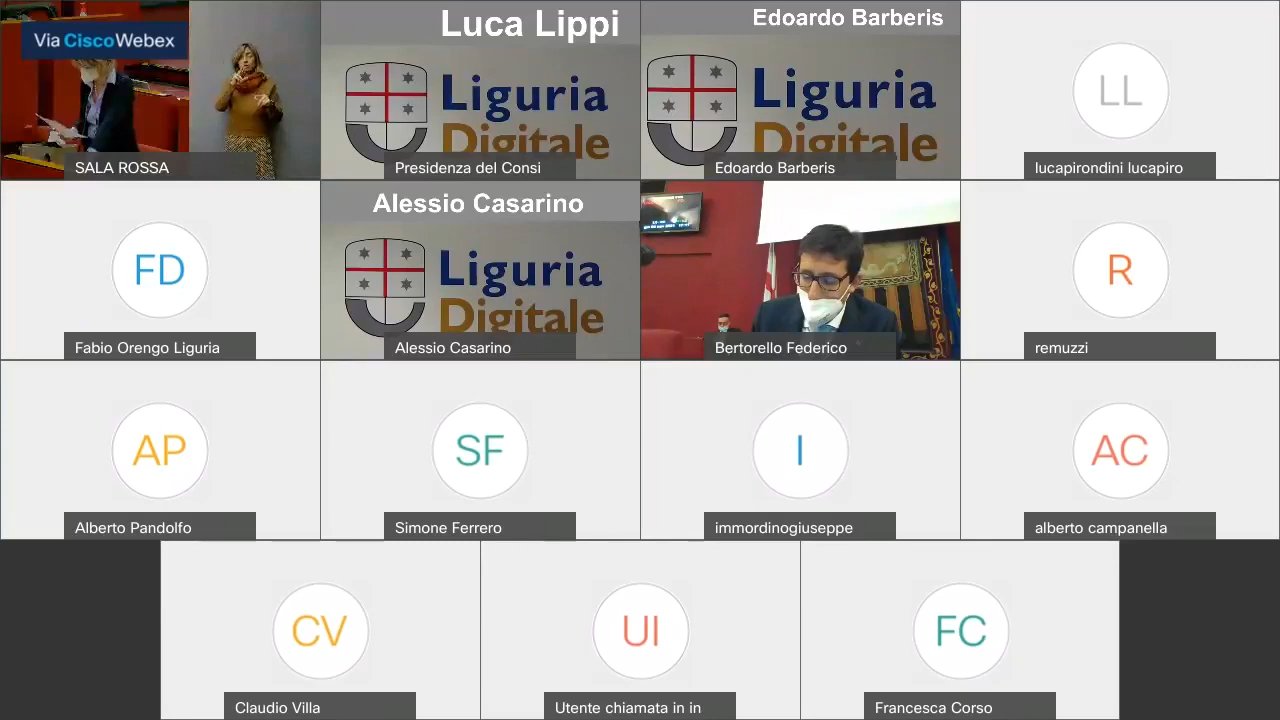 Via CiscoWebex
SALA ROSSA
Luca Lippi
Liguria
Digitale
Presidenza del Consi
Edoardo Barberis
Liguria
Digitale
Edoardo Barberis
LL
lucapirondini lucapiro
FD
Fabio Orengo Liguria
Alessio Casarino
Liguria
Digitale
Alessio Casarino
Bertorello Federico
R
remuzzi
AP
Alberto Pandolfo
SF
Simone Ferrero
I
immordinogiuseppe
AC
alberto campanella
CV
Claudio Villa
UI
Utente chiamata in in
FC
Francesca Corso